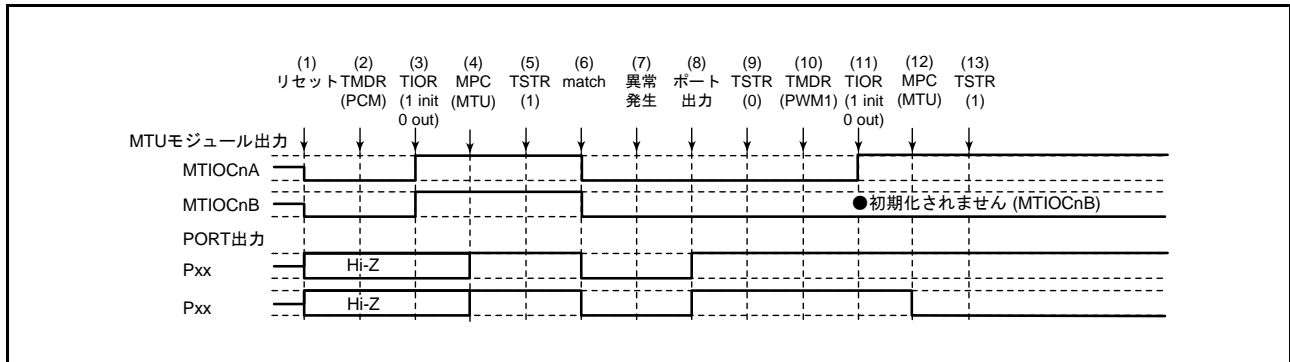 (1) (2) (3) (4) (5) (6) (7) (8) (9) (10) (11) (12) (13)
リセット TMDR TIOR MPC TSTR match 異常 ポート TSTR TMDR TIOR MPC TSTR
(PCM) (1 init (MTU) (1) 発生 出力 (0) (PWM1) (1 init (MTU) (1)
0 out) 0 out)
MTUモジュール出力
MTIOCnA
MTIOCnB ●初期化されません (MTIOCnB)
PORT出力
Pxx Hi-Z
Pxx Hi-Z